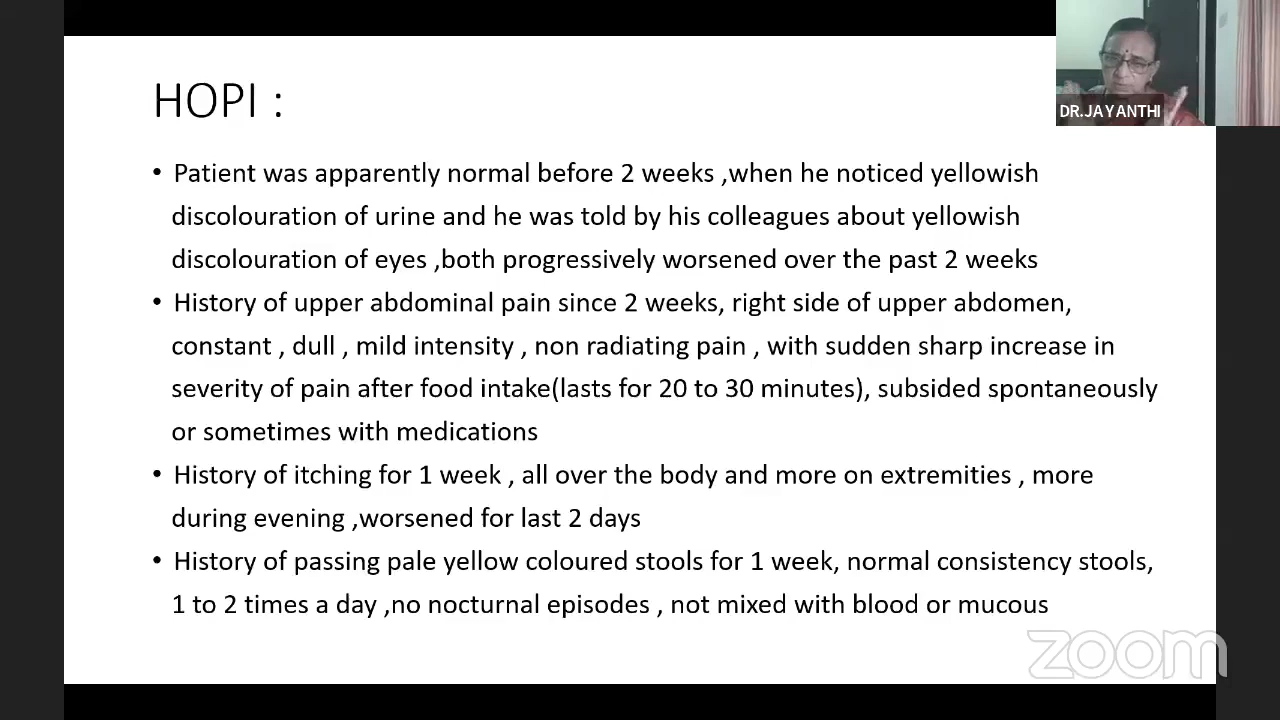 HOPI :
DR.JAYANTHI
• Patient was apparently normal before 2 weeks ,when he noticed yellowish
discolouration of urine and he was told by his colleagues about yellowish
discolouration of eyes ,both progressively worsened over the past 2 weeks
• History of upper abdominal pain since 2 weeks, right side of upper abdomen,
constant , dull , mild intensity , non radiating pain , with sudden sharp increase in
severity of pain after food intake(lasts for 20 to 30 minutes), subsided spontaneously
or sometimes with medications
• History of itching for 1 week , all over the body and more on extremities , more
during evening ,worsened for last 2 days
• History of passing pale yellow coloured stools for 1 week, normal consistency stools,
1 to 2 times a day ,no nocturnal episodes , not mixed with blood or mucous
zoom